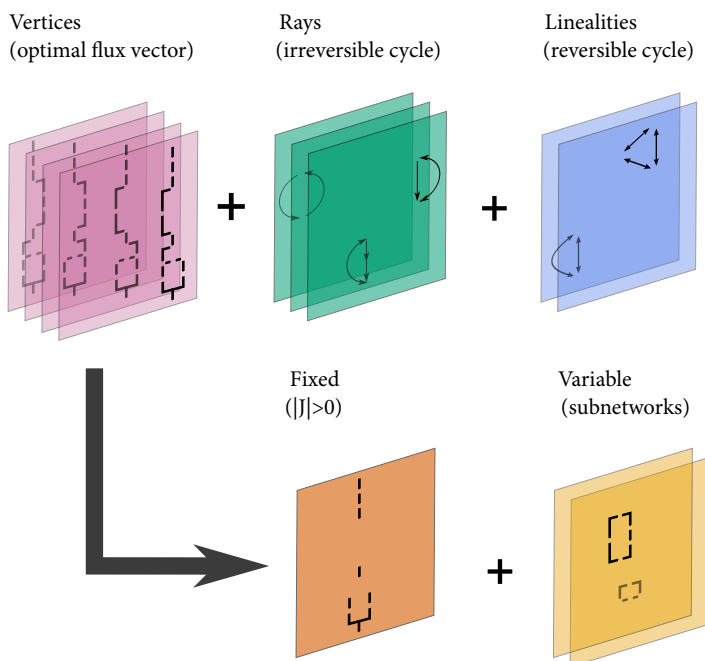 Vertices
(optimal flux vector)
Rays
(irreversible cycle)
Linealities
(reversible cycle)
+
+
Fixed
(|J|>0)
Variable
(subnetworks)
+